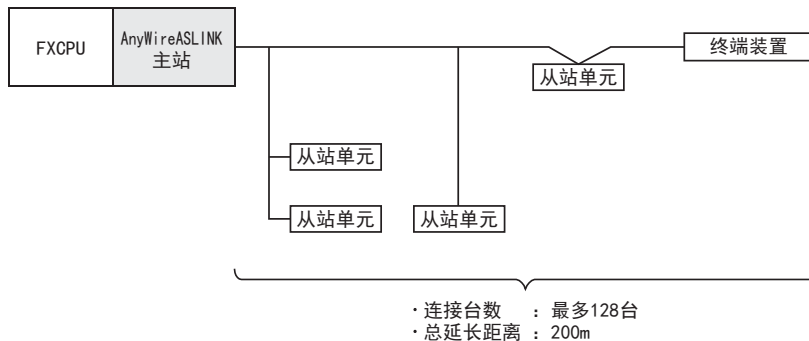 FXCPU
AnyWireASLINK
主站
终端装置
从站单元
从站单元
从站单元
从站单元
·连接台数 ：最多128台
·总延长距离 ：200m